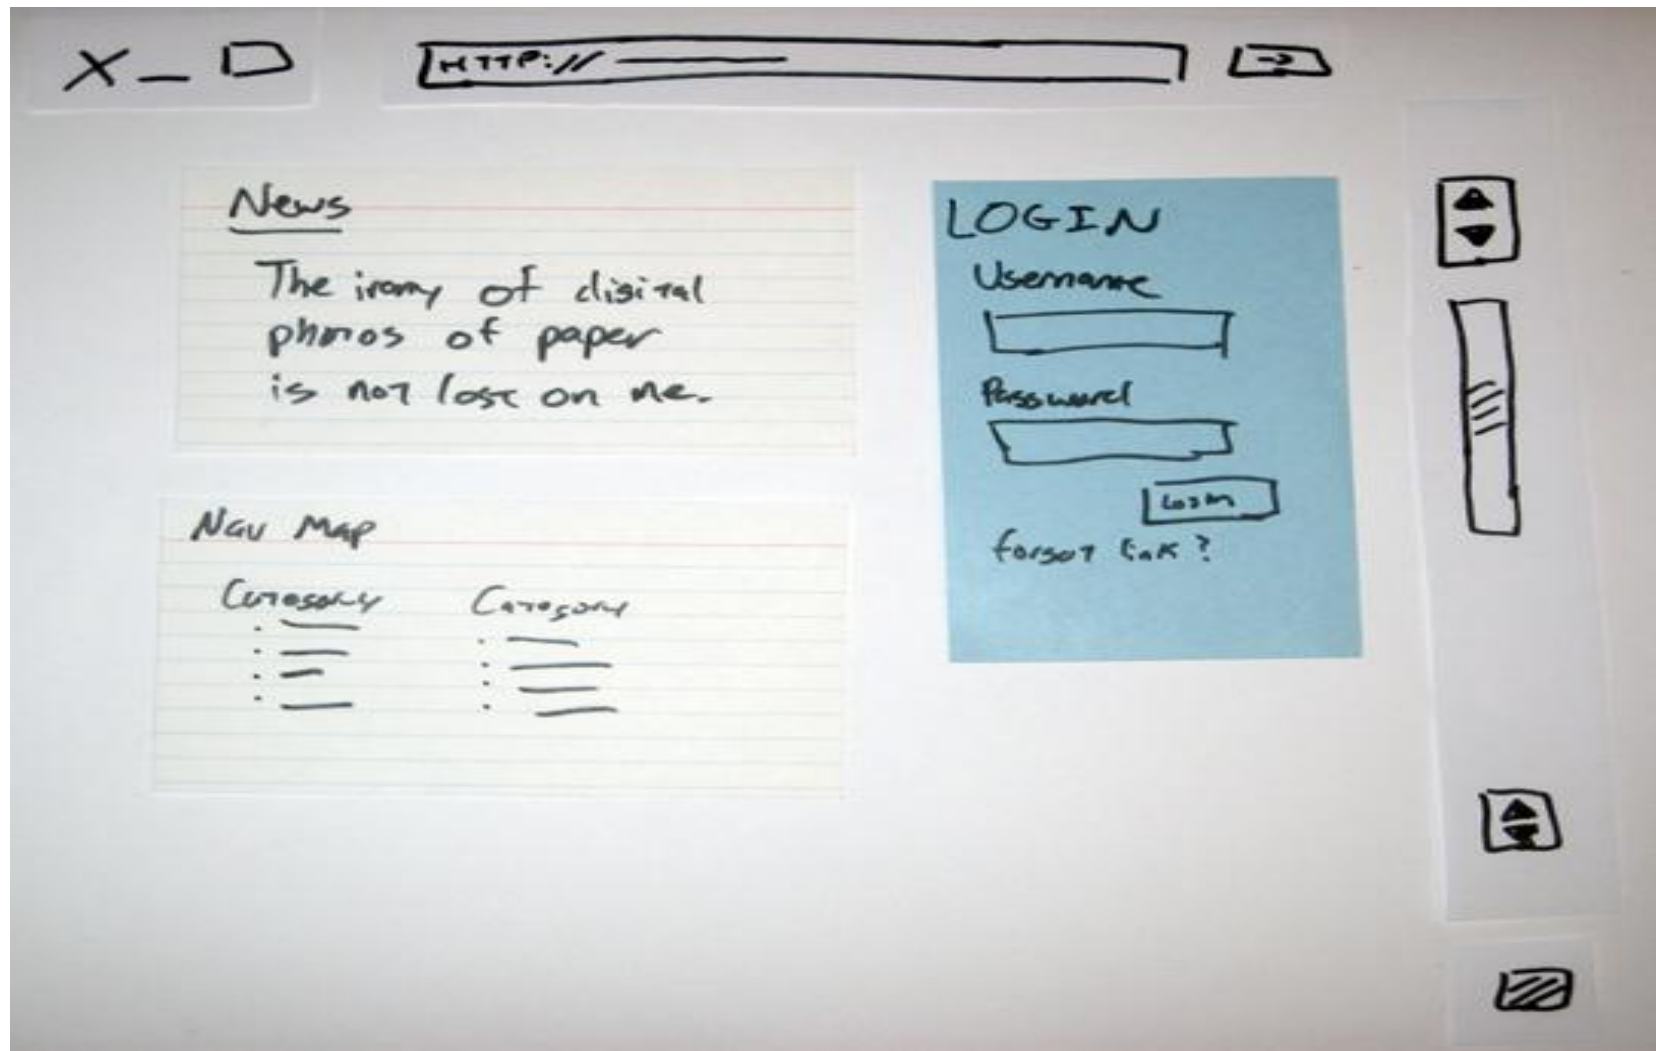 X _
HTTP://
News
The irony of digital
photos of paper
is not lost on me.
LOGIN
Username
Password
Login
forgot link?
Nav Map
Category Category